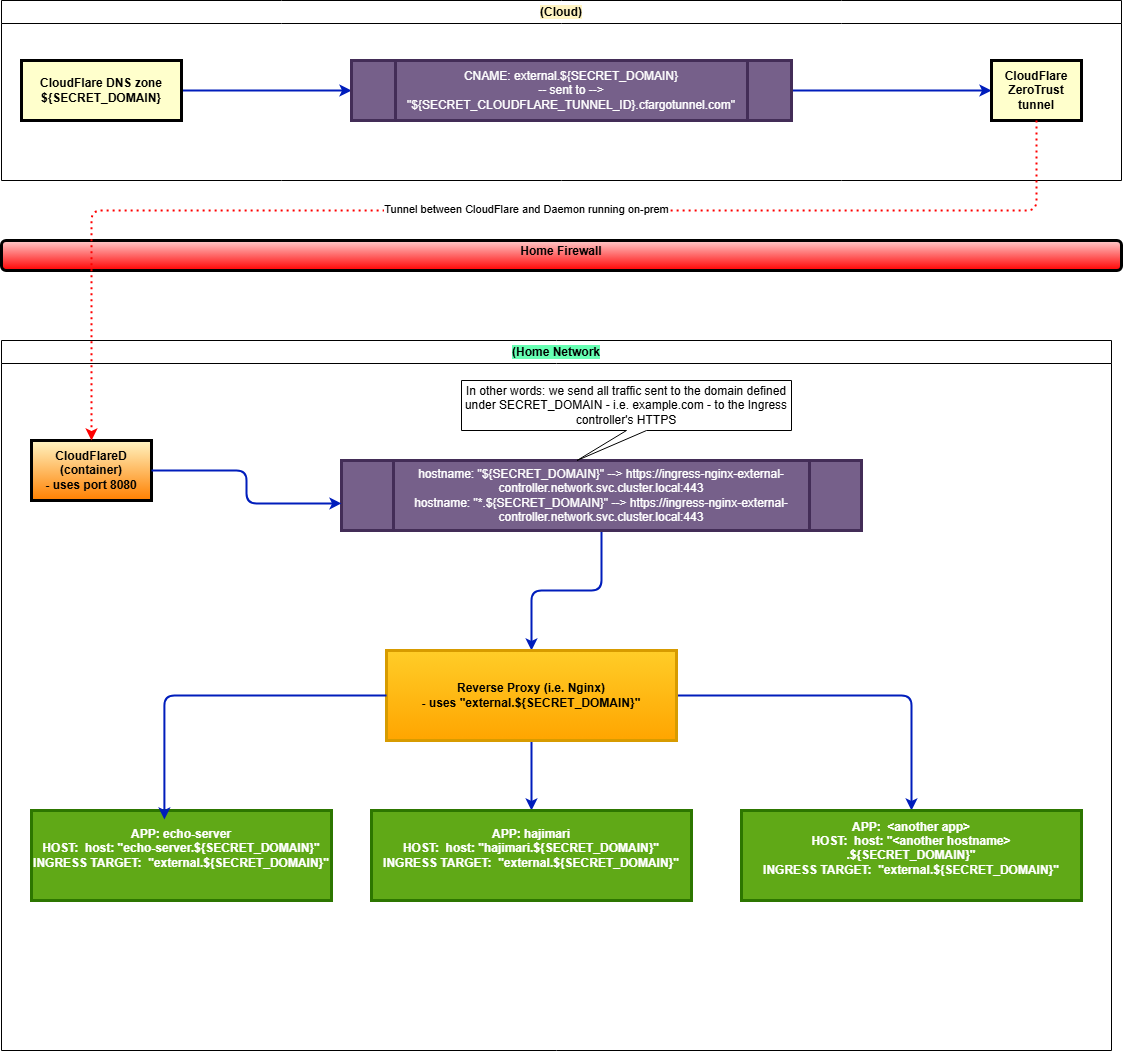 (Cloud)
CloudFlare DNS zone
${SECRET_DOMAIN}
CNAME: external.${SECRET_DOMAIN}
-- sent to -->
"${SECRET_CLOUDFLARE_TUNNEL_ID}.cfargotunnel.com"
CloudFlare
ZeroTrust
tunnel
Tunnel between CloudFlare and Daemon running on-prem
Home Firewall
(Home Network
In other words: we send all traffic sent to the domain defined
under SECRET_DOMAIN - i.e. example.com - to the Ingress
controller's HTTPS
CloudFlareD
(container)
- uses port 8080
hostname: "${SECRET_DOMAIN}" --> https://ingress-nginx-external-
controller.network.svc.cluster.local:443
hostname: "*.${SECRET_DOMAIN}" --> https://ingress-nginx-external-
controller.network.svc.cluster.local:443
Reverse Proxy (i.e. Nginx)
- uses "external.${SECRET_DOMAIN}"
APP: echo-server
HOST:  host: "echo-server.${SECRET_DOMAIN}"
INGRESS TARGET:  "external.${SECRET_DOMAIN}"
APP: hajimari
HOST:  host: "hajimari.${SECRET_DOMAIN}"
INGRESS TARGET:  "external.${SECRET_DOMAIN}"
APP:  <another app>
HOST:  host: "<another hostname>
.${SECRET_DOMAIN}"
INGRESS TARGET:  "external.${SECRET_DOMAIN}"